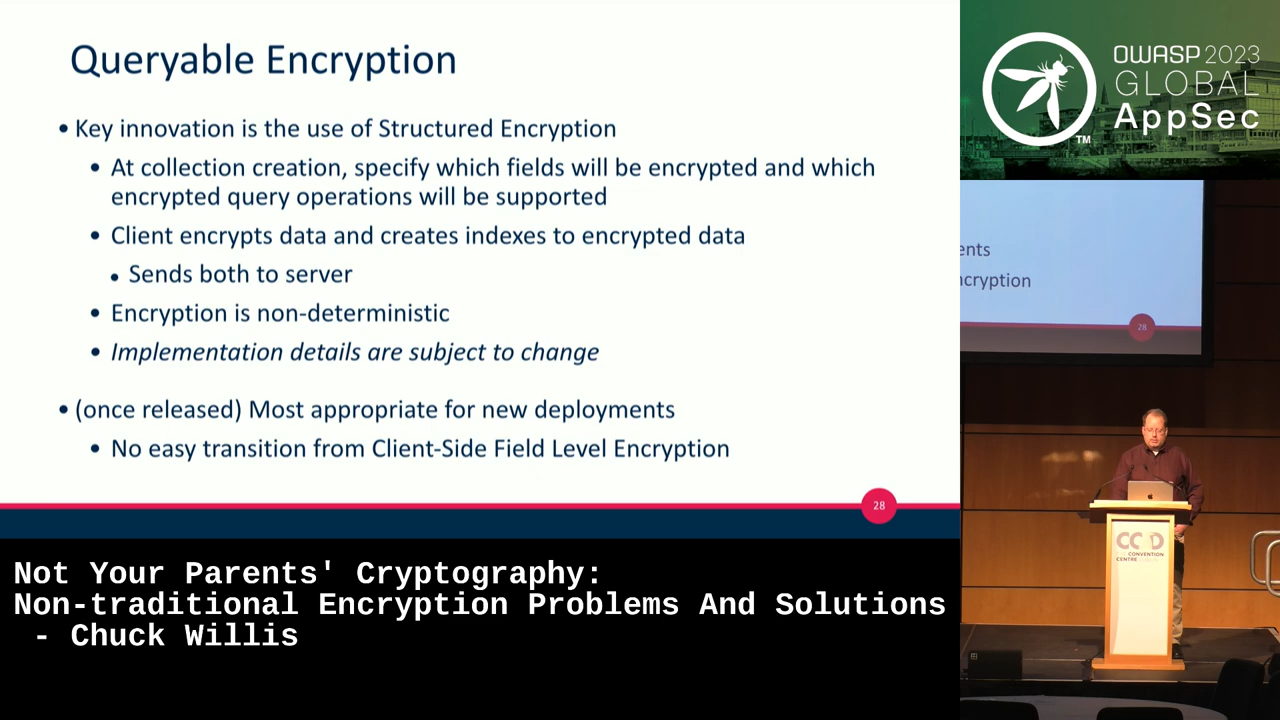 Queryable Encryption
• Key innovation is the use of Structured Encryption
• At collection creation, specify which fields will be encrypted and which
encrypted query operations will be supported
• Client encrypts data and creates indexes to encrypted data
• Sends both to server
• Encryption is non-deterministic
• Implementation details are subject to change
• (once released) Most appropriate for new deployments
• No easy transition from Client-Side Field Level Encryption
28
Not Your Parents' Cryptography:
Non-traditional Encryption Problems And Solutions
- Chuck Willis
OWASP 2023
GLOBAL
AppSec
TM
ents
ncryption
28
CCD
CONVENTION
CENTRE